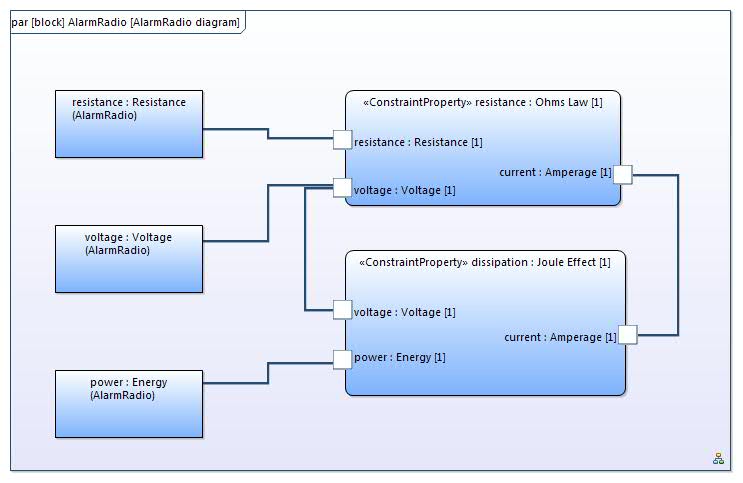 par [block] AlarmRadio [AlarmRadio diagram]
resistance : Resistance
(AlarmRadio)
«ConstraintProperty» resistance : Ohms Law [1]
resistance : Resistance [1]
current : Amperage [1]
voltage : Voltage [1]
voltage : Voltage
(AlarmRadio)
«ConstraintProperty» dissipation : Joule Effect [1]
voltage : Voltage [1]
current : Amperage [1]
power : Energy [1]
power : Energy
(AlarmRadio)